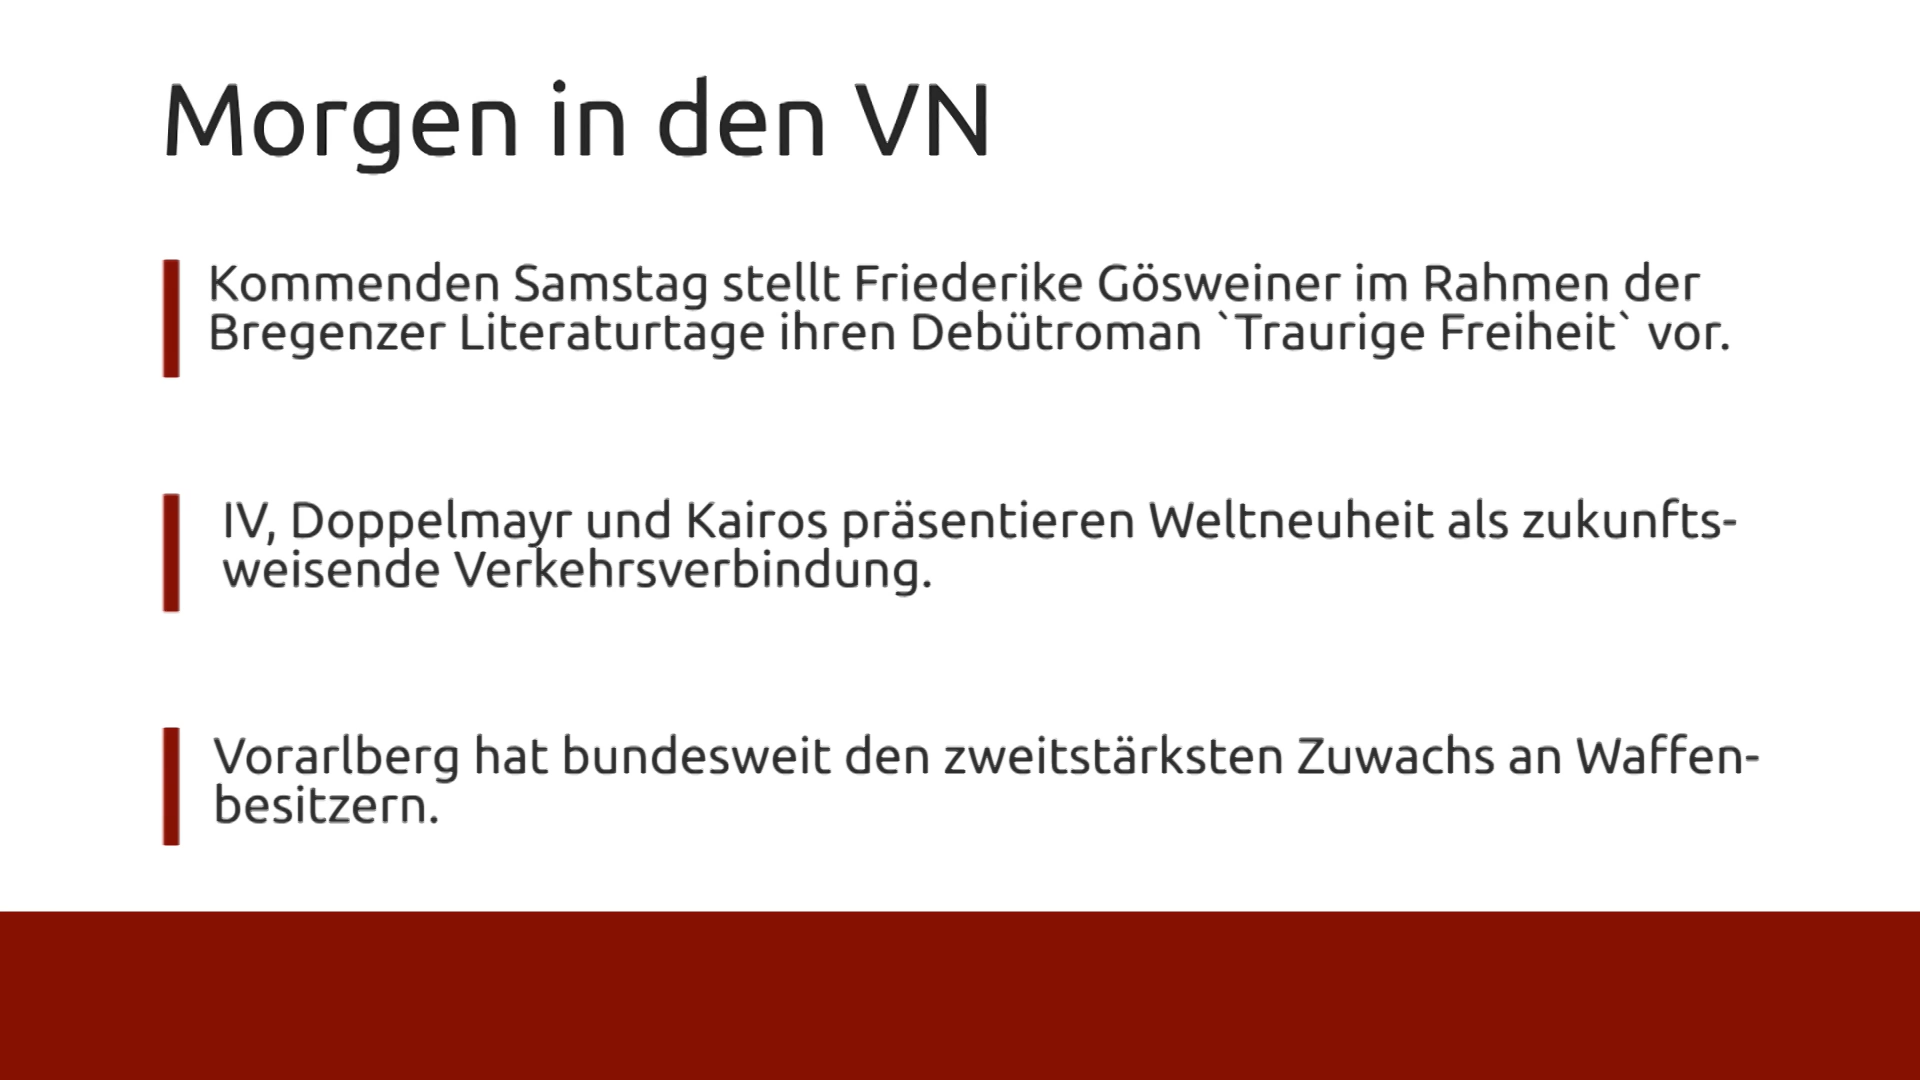 Morgen in den VN
Kommenden Samstag stellt Friederike Gösweiner im Rahmen der
Bregenzer Literaturtage ihren Debütroman `Traurige Freiheit` vor.
IV, Doppelmayr und Kairos präsentieren Weltneuheit als zukunfts-
weisende Verkehrsverbindung.
Vorarlberg hat bundesweit den zweitstärksten Zuwachs an Waffen-
besitzern.